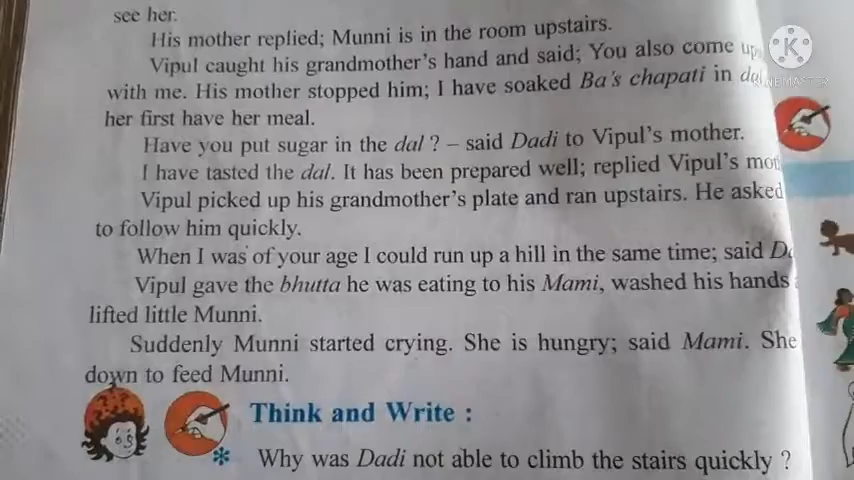 see her.
His mother replied; Munni is in the room upstairs.
Vipul caught his grandmother's hand and said; You also come
with me. His mother stopped him; I have soaked Ba's chapati in
her first have her meal.
Have you put sugar in the dal ? – said Dadi to Vipul's mother.
I have tasted the dal. It has been prepared well; replied Vipul's
Vipul picked up his grandmother's plate and ran upstairs. He asked
to follow him quickly.
When I was of your age I could run up a hill in the same time; said
Vipul gave the bhutta he was eating to his Mami, washed his hands
lifted little Munni.
Suddenly Munni started crying. She is hungry; said Mami. She
down to feed Munni.
Think and Write :
* Why was Dadi not able to climb the stairs quickly ?
K
KINEMASTER